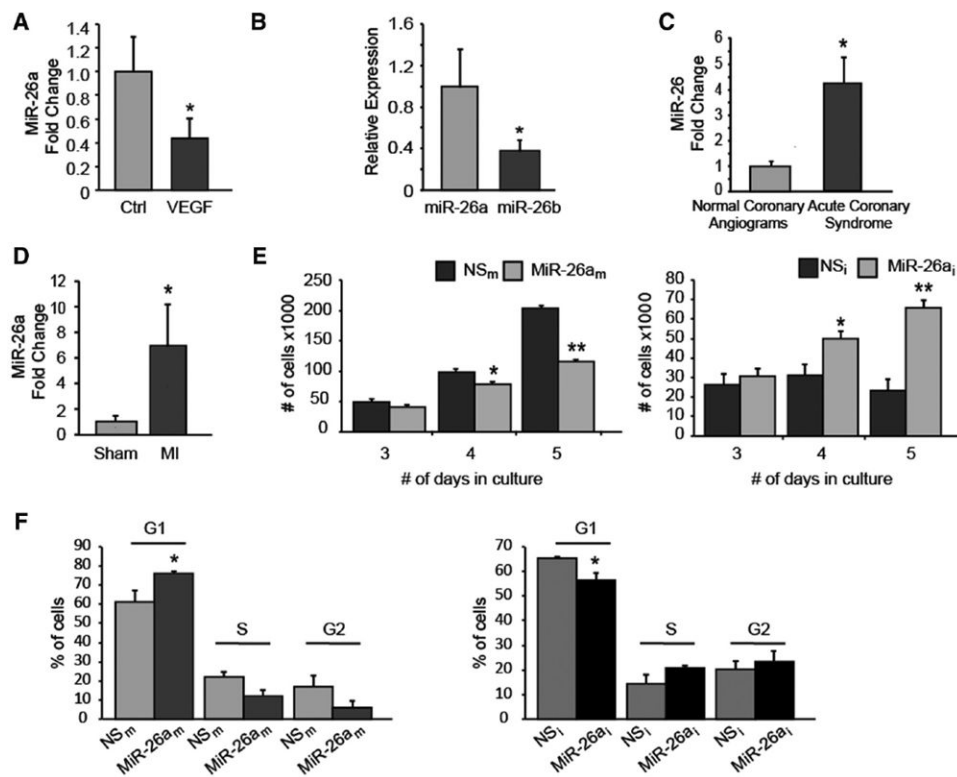 A
MiR-26a
Fold Change
1.4
1.2
1.0
0.8
0.6
0.4
0.2
0
*
Ctrl VEGF
B
Relative Expression
1.6
1.2
0.8
0.4
0
*
miR-26a miR-26b
C
MiR-26
Fold Change
6
5
4
3
2
1
0
*
Normal Coronary Acute Coronary
Angiograms Syndrome
D
MiR-26a
Fold Change
12
10
8
6
4
2
0
*
Sham MI
E
NSm MiR-26am
# of cells x1000
250
200
150
100
50
0
*
**
3 4 5
# of days in culture
NSi MiR-26ai
# of cells x1000
80
70
60
50
40
30
20
10
0
*
**
3 4 5
# of days in culture
F
G1
% of cells
90
80
70
60
50
40
30
20
10
0
*
S
G2
NSm MiR-26am NSm MiR-26am NSm MiR-26am
G1
% of cells
70
60
50
40
30
20
10
0
*
S
G2
NSi MiR-26ai NSi MiR-26ai NSi MiR-26ai